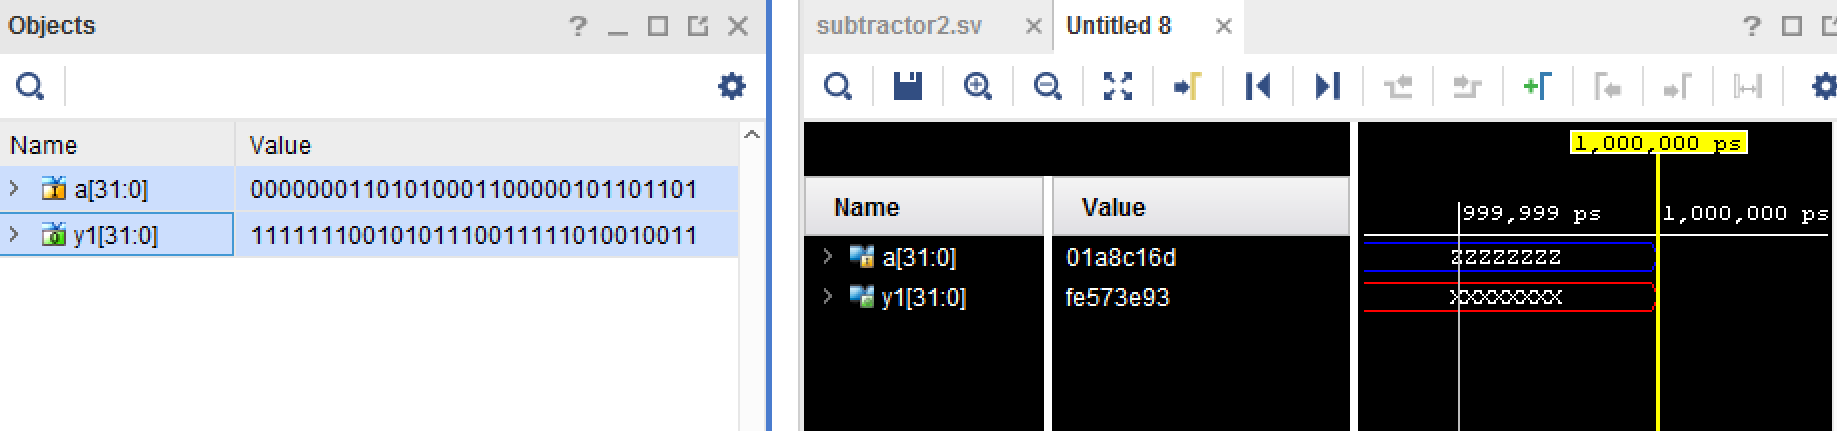 Objects
Name Value
a[31:0] 00000001101010001100000101101101
y1[31:0] 11111110010101110011111010010011
subtractor2.sv Untitled 8
1,000,000 ps
999,999 ps 1,000,000 ps
Name Value
a[31:0] 01a8c16d ZZZZZZZZ
y1[31:0] fe573e93 XXXXXXXX